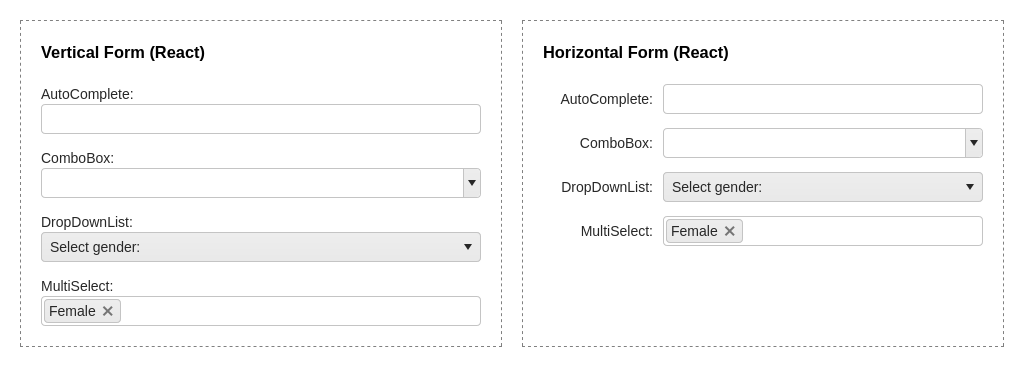 Vertical Form (React)
AutoComplete:
ComboBox:
DropDownList:
Select gender:
MultiSelect:
Female
Horizontal Form (React)
AutoComplete:
ComboBox:
DropDownList: Select gender:
MultiSelect: Female